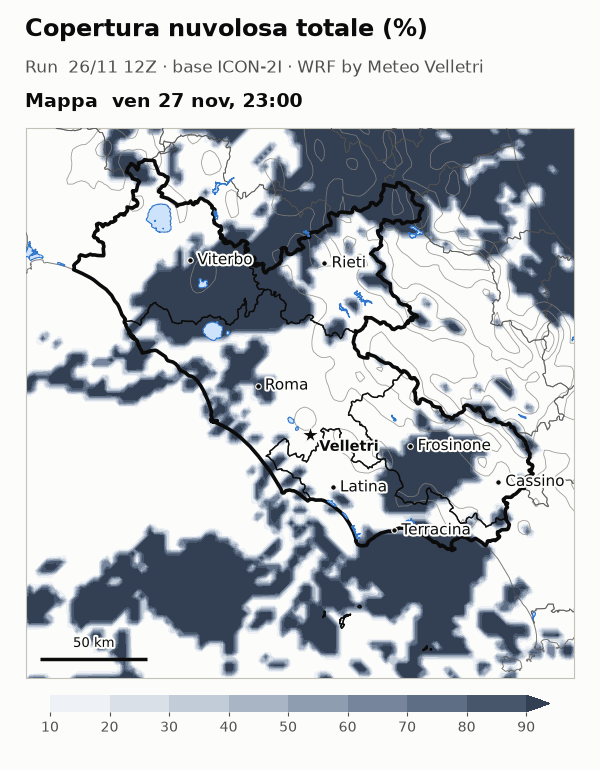 Copertura nuvolosa totale (%)
Run  26/11 12Z · base ICON-2I · WRF by Meteo Velletri
Mappa  ven 27 nov, 23:00
Viterbo
Rieti
Roma
Velletri
Frosinone
Cassino
Latina
Terracina
50 km
10 20 30 40 50 60 70 80 90